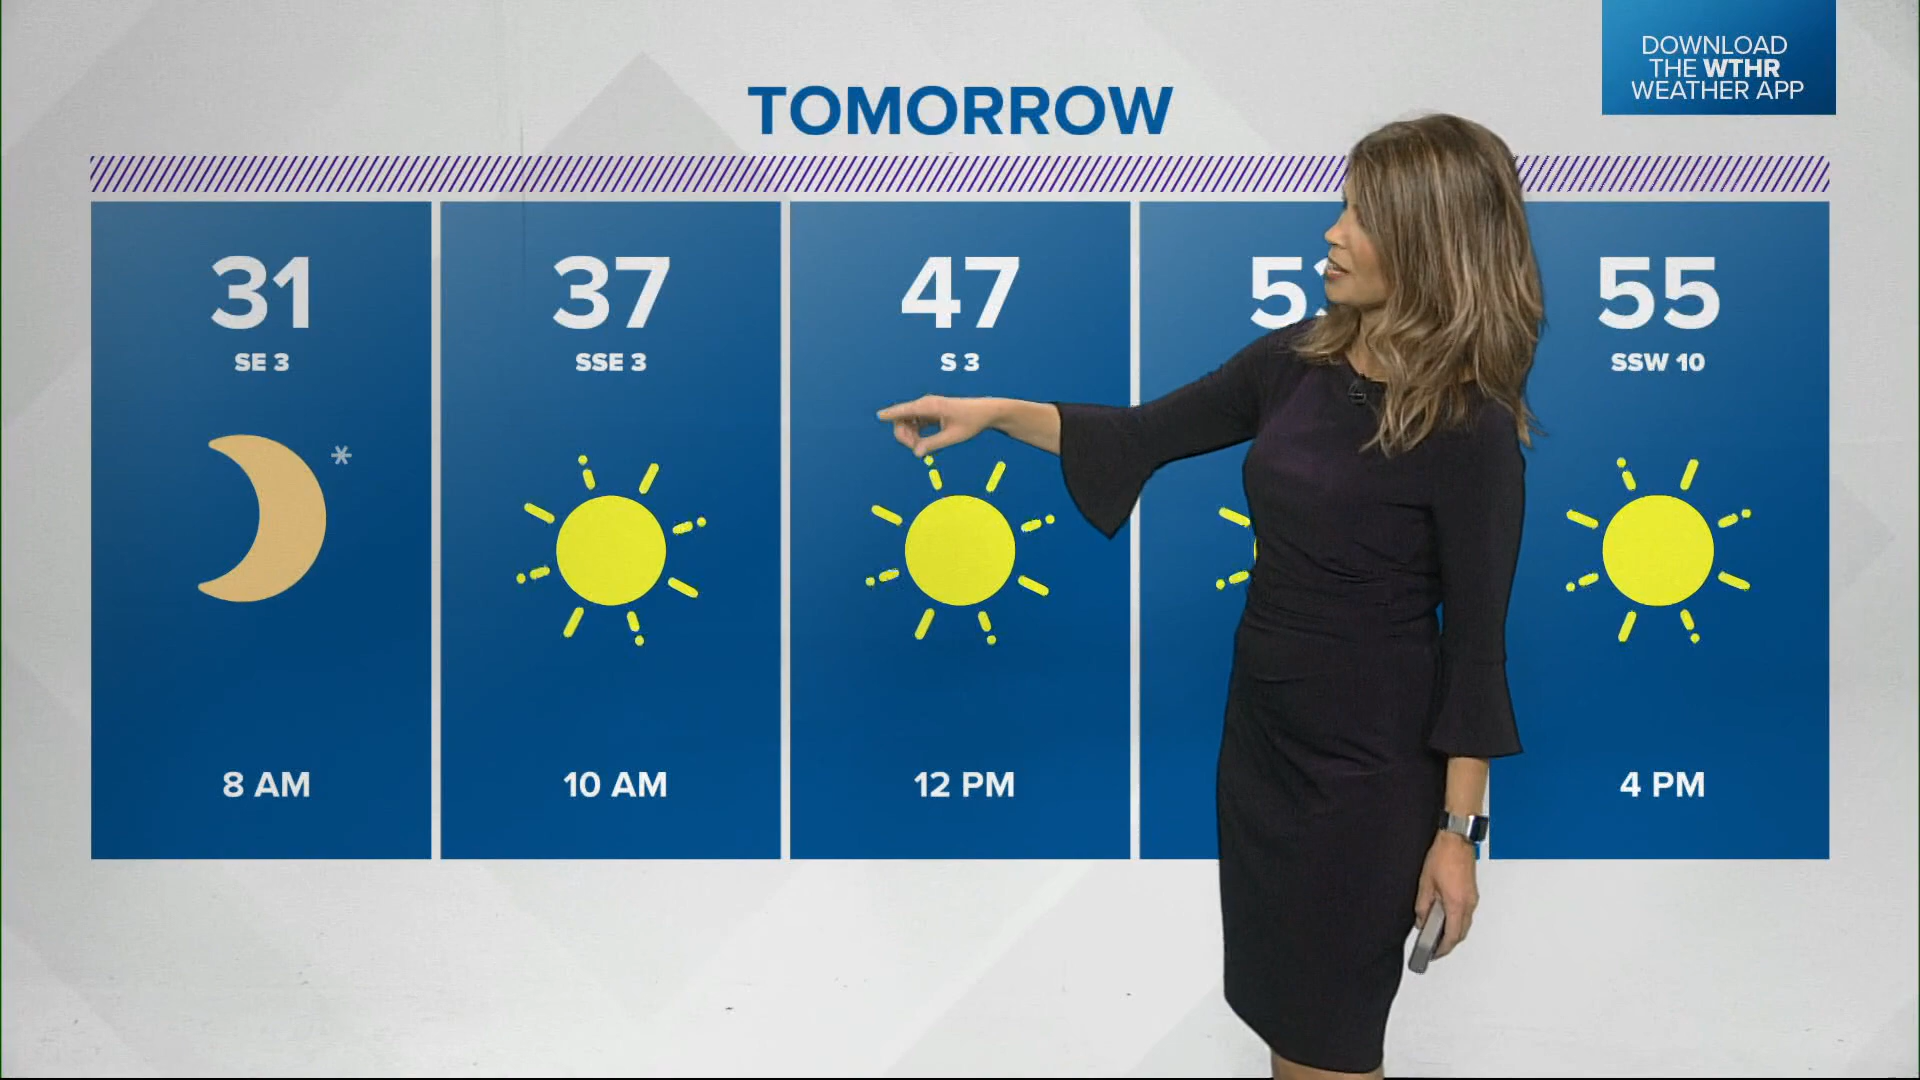 DOWNLOAD
THE WTHR
WEATHER APP
TOMORROW
31
SE 3
8 AM
37
SSE 3
10 AM
47
S 3
12 PM
55
SSW 10
4 PM